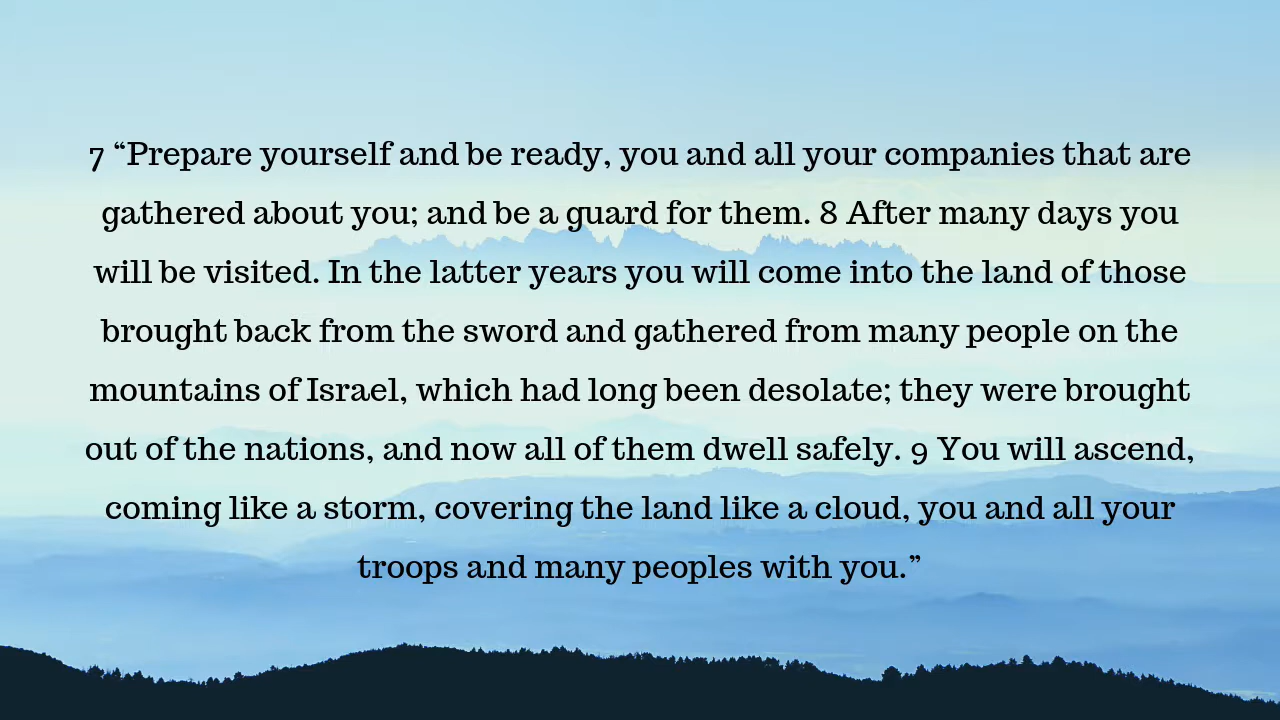 7 “Prepare yourself and be ready, you and all your companies that are
gathered about you; and be a guard for them. 8 After many days you
will be visited. In the latter years you will come into the land of those
brought back from the sword and gathered from many people on the
mountains of Israel, which had long been desolate; they were brought
out of the nations, and now all of them dwell safely. 9 You will ascend,
coming like a storm, covering the land like a cloud, you and all your
troops and many peoples with you.”